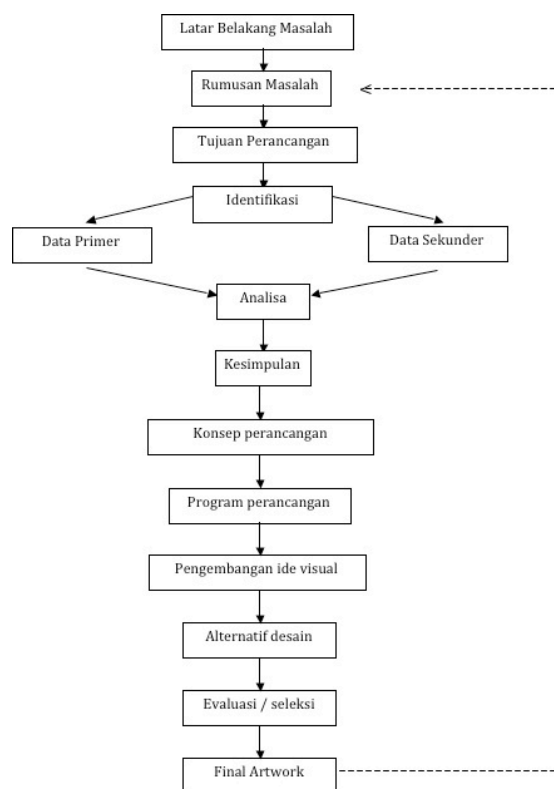 Latar Belakang Masalah
Rumusan Masalah
Tujuan Perancangan
Identifikasi
Data Primer
Data Sekunder
Analisa
Kesimpulan
Konsep perancangan
Program perancangan
Pengembangan ide visual
Alternatif desain
Evaluasi / seleksi
Final Artwork